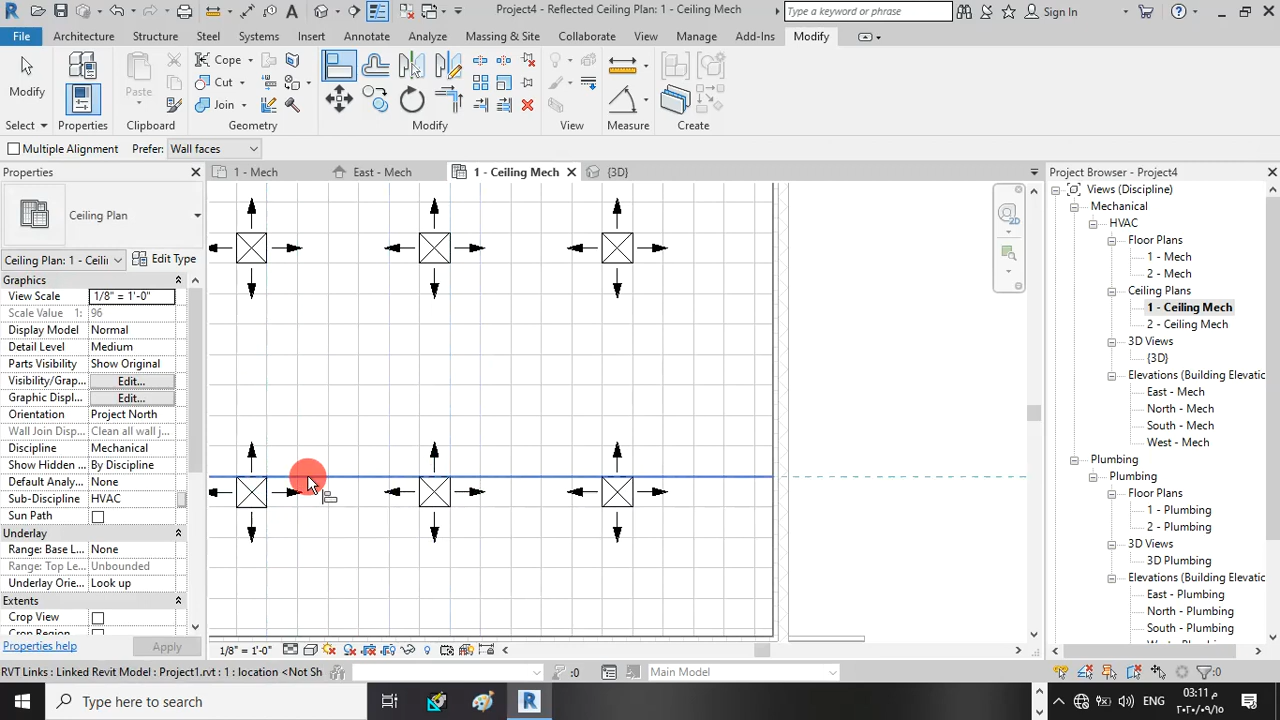 Project4 - Reflected Ceiling Plan: 1 - Ceiling Mech
Type a keyword or phrase
Sign In
File Architecture Structure Steel Systems Insert Annotate Analyze Massing & Site Collaborate View Manage Add-Ins Modify
Modify
Properties
Paste
Cope
Cut
Join
Select Properties Clipboard Geometry Modify View Measure Create
Multiple Alignment Prefer: Wall faces
Properties
1 - Mech East - Mech 1 - Ceiling Mech {3D}
Project Browser - Project4
Ceiling Plan
Ceiling Plan: 1 - Ceili Edit Type
Graphics
View Scale 1/8" = 1'-0"
Scale Value 1: 96
Display Model Normal
Detail Level Medium
Parts Visibility Show Original
Visibility/Grap... Edit...
Graphic Displ... Edit...
Orientation Project North
Wall Join Disp... Clean all wall j...
Discipline Mechanical
Show Hidden ... By Discipline
Default Analy... None
Sub-Discipline HVAC
Sun Path
Underlay
Range: Base L... None
Range: Top Le... Unbounded
Underlay Orie... Look up
Extents
Crop View
Crop Region
Properties help Apply
2D
Views (Discipline)
Mechanical
HVAC
Floor Plans
1 - Mech
2 - Mech
Ceiling Plans
1 - Ceiling Mech
2 - Ceiling Mech
3D Views
{3D}
Elevations (Building Elevatic
East - Mech
North - Mech
South - Mech
West - Mech
Plumbing
Plumbing
Floor Plans
1 - Plumbing
2 - Plumbing
3D Views
3D Plumbing
Elevations (Building Elevatic
East - Plumbing
North - Plumbing
South - Plumbing
1/8" = 1'-0"
RVT Links : Linked Revit Model : Project1.rvt : 1 : location <Not Sh
:0 Main Model :0
Type here to search
ENG
03:11 م
٢٠٢٠/٠٩/١٥